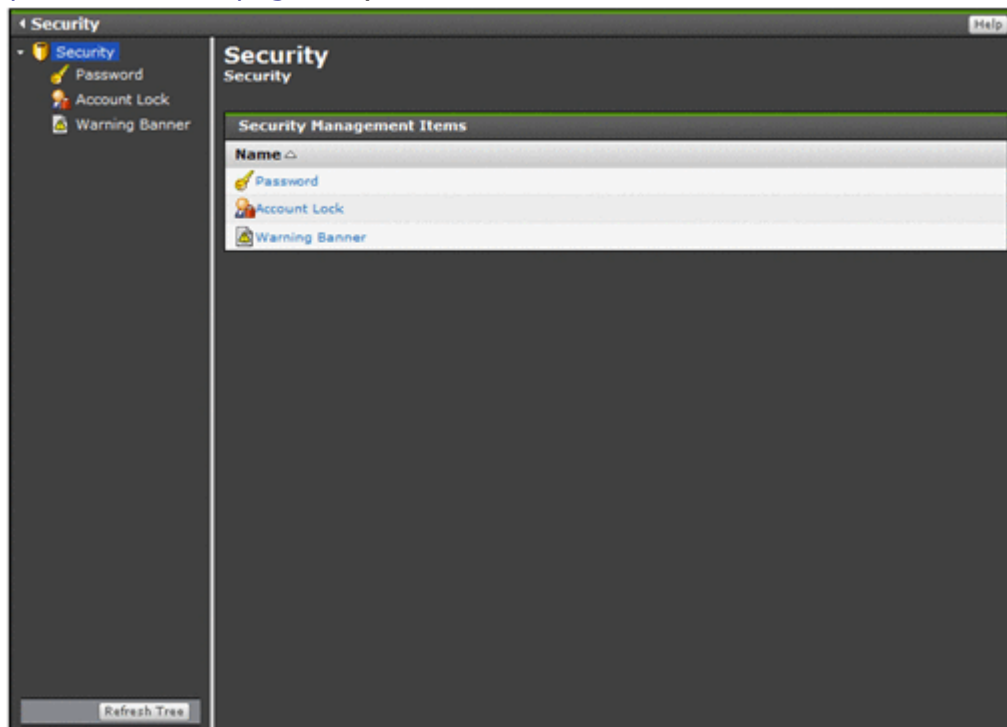 Security
Help
Security
Password
Account Lock
Warning Banner
Refresh Tree
Security
Security
Security Management Items
Name
Password
Account Lock
Warning Banner